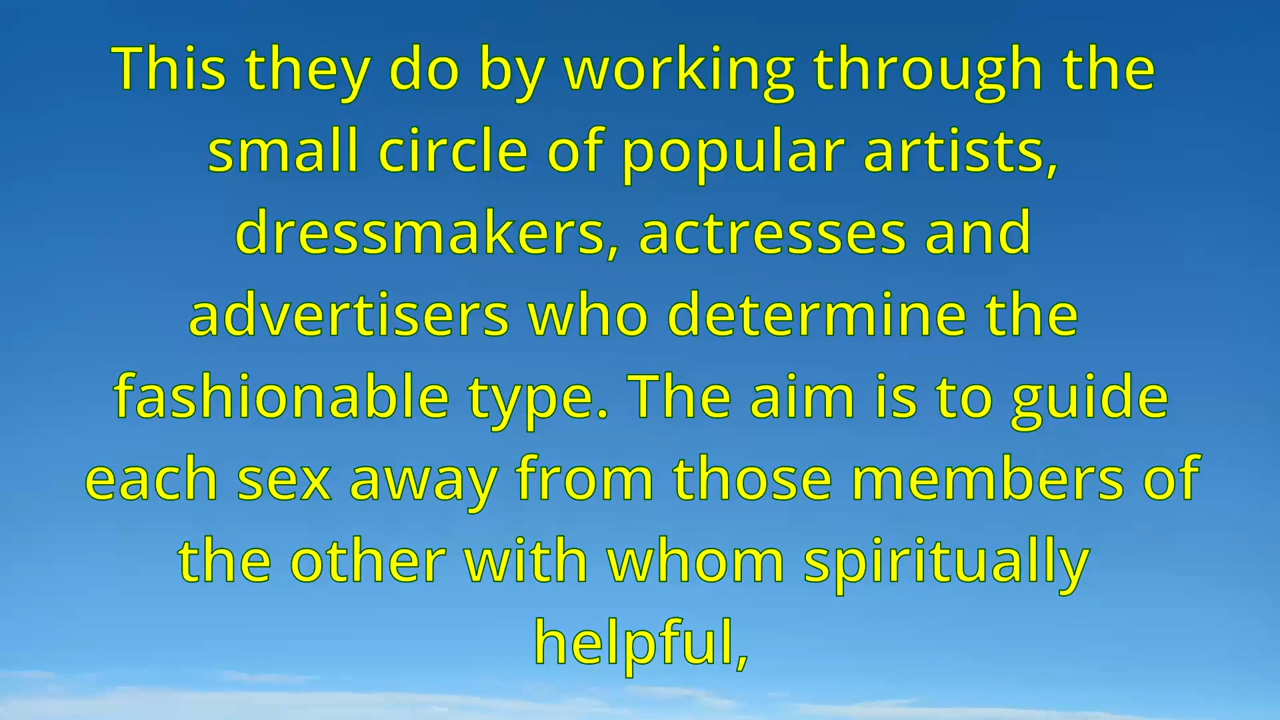 This they do by working through the
small circle of popular artists,
dressmakers, actresses and
advertisers who determine the
fashionable type. The aim is to guide
each sex away from those members of
the other with whom spiritually
helpful,